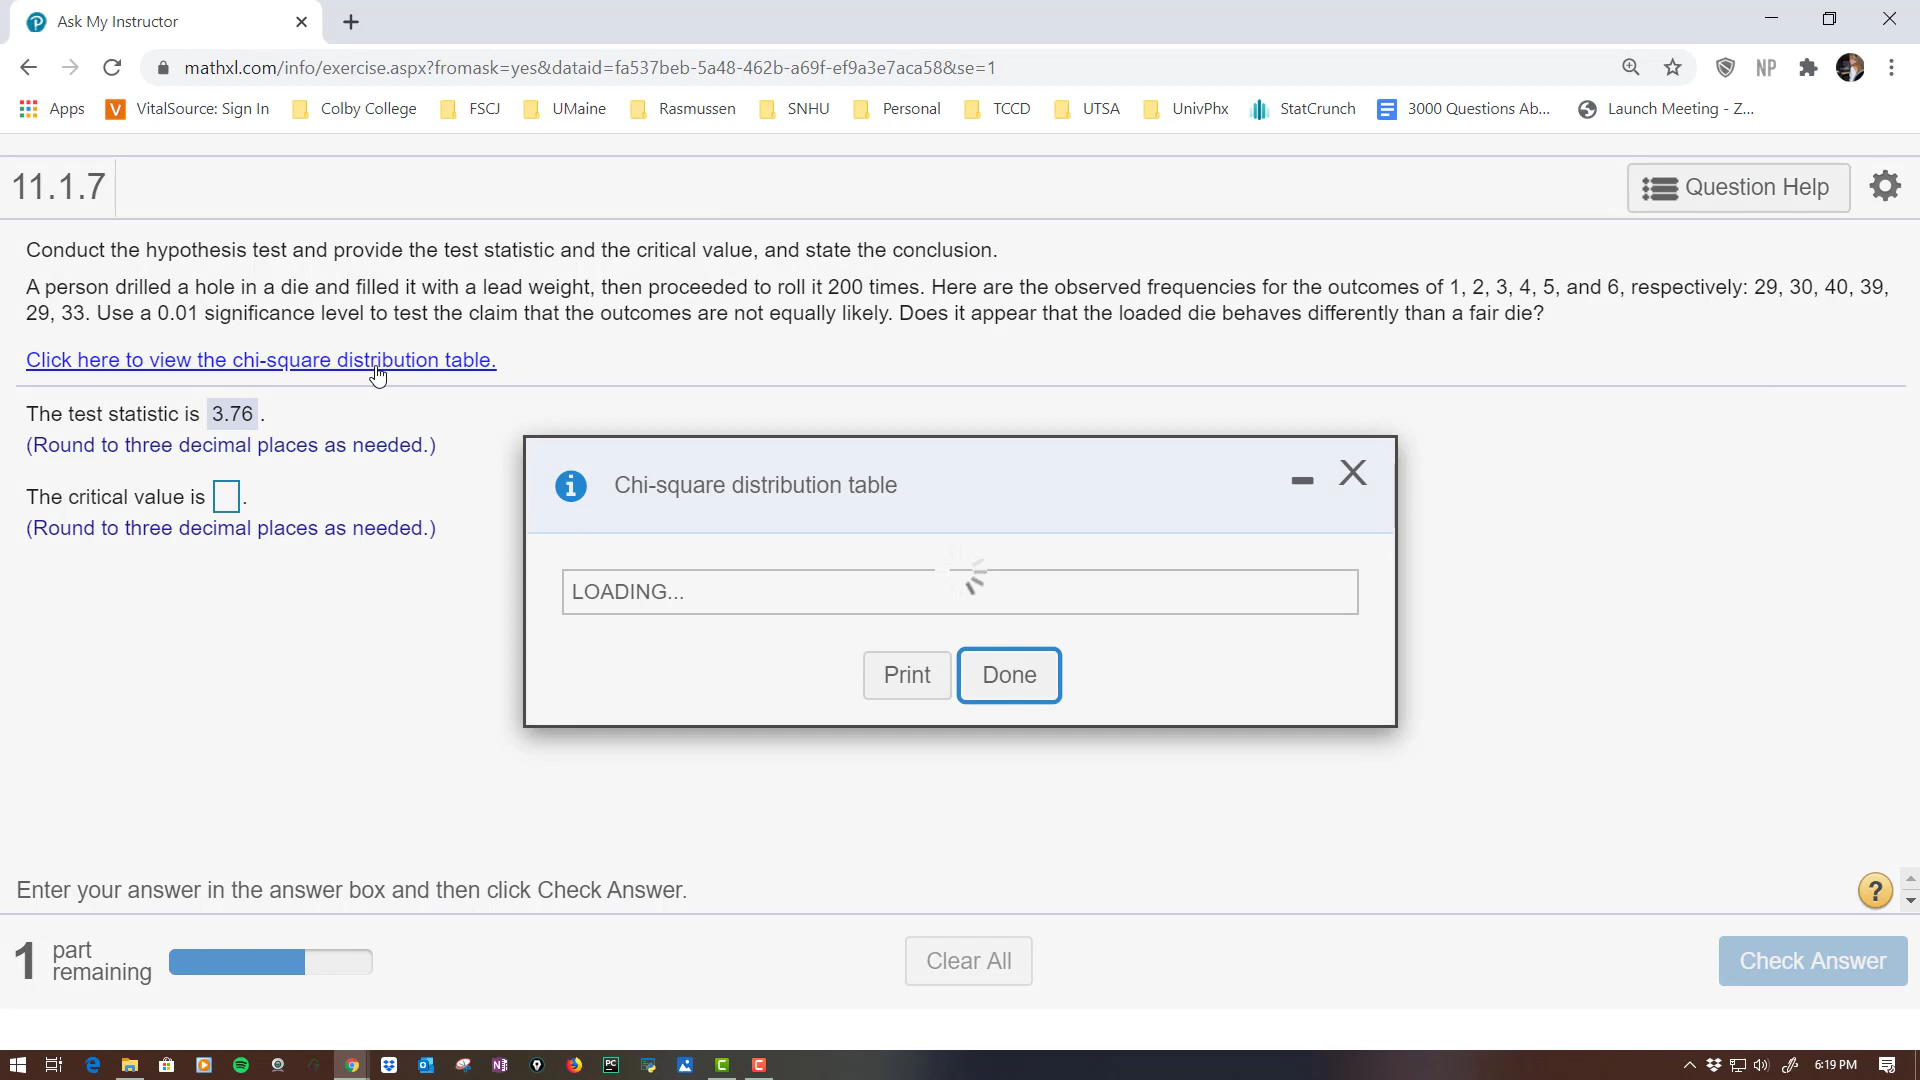 Ask My Instructor
mathxl.com/info/exercise.aspx?fromask=yes&dataid=fa537beb-5a48-462b-a69f-ef9a3e7aca58&se=1
NP
Apps V VitalSource: Sign In Colby College FSCJ UMaine Rasmussen SNHU Personal TCCD UTSA UnivPhx StatCrunch 3000 Questions Ab... Launch Meeting - Z...
11.1.7
Question Help
Conduct the hypothesis test and provide the test statistic and the critical value, and state the conclusion.
A person drilled a hole in a die and filled it with a lead weight, then proceeded to roll it 200 times. Here are the observed frequencies for the outcomes of 1, 2, 3, 4, 5, and 6, respectively: 29, 30, 40, 39,
29, 33. Use a 0.01 significance level to test the claim that the outcomes are not equally likely. Does it appear that the loaded die behaves differently than a fair die?
Click here to view the chi-square distribution table.
The test statistic is 3.76 .
(Round to three decimal places as needed.)
The critical value is .
(Round to three decimal places as needed.)
Chi-square distribution table
LOADING...
Print Done
Enter your answer in the answer box and then click Check Answer.
?
1 part
remaining
Clear All
Check Answer
6:19 PM